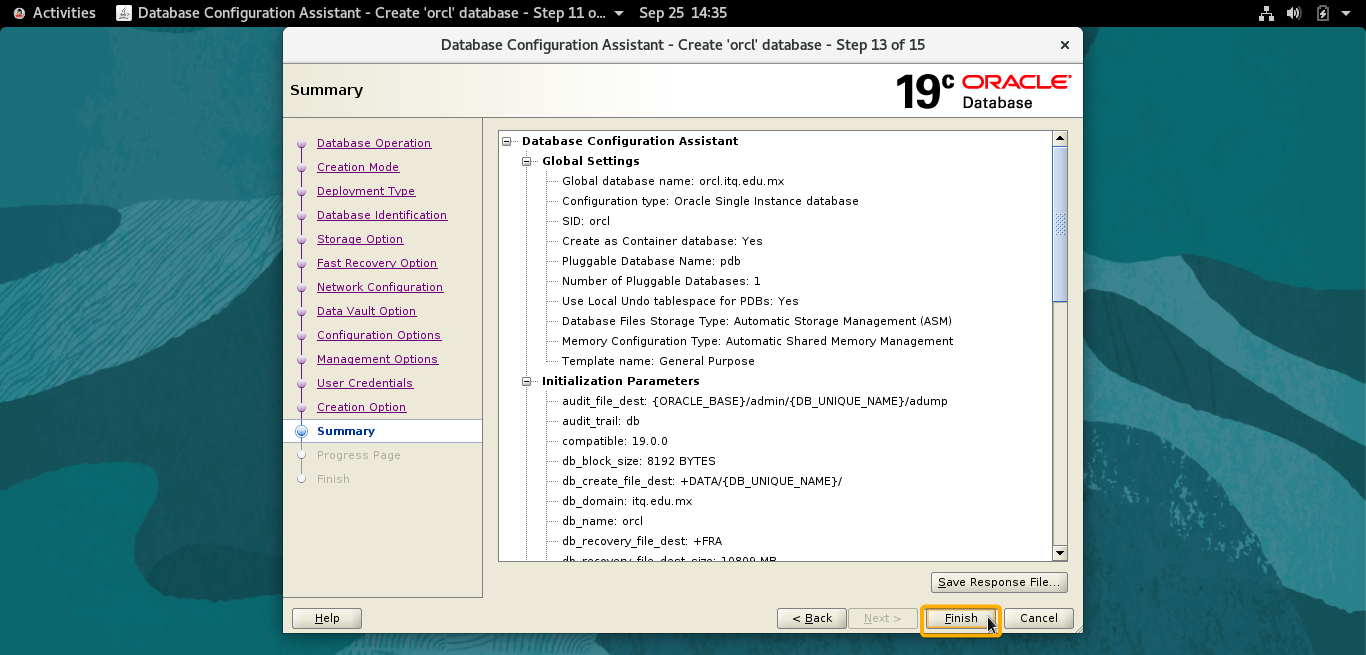 Activities Database Configuration Assistant - Create 'orcl' database - Step 11 o... Sep 25 14:35
Database Configuration Assistant - Create 'orcl' database - Step 13 of 15
Summary
19c ORACLE
Database
Database Operation
Creation Mode
Deployment Type
Database Identification
Storage Option
Fast Recovery Option
Network Configuration
Data Vault Option
Configuration Options
Management Options
User Credentials
Creation Option
Summary
Progress Page
Finish
Database Configuration Assistant
Global Settings
Global database name: orcl.itq.edu.mx
Configuration type: Oracle Single Instance database
SID: orcl
Create as Container database: Yes
Pluggable Database Name: pdb
Number of Pluggable Databases: 1
Use Local Undo tablespace for PDBs: Yes
Database Files Storage Type: Automatic Storage Management (ASM)
Memory Configuration Type: Automatic Shared Memory Management
Template name: General Purpose
Initialization Parameters
audit_file_dest: {ORACLE_BASE}/admin/{DB_UNIQUE_NAME}/adump
audit_trail: db
compatible: 19.0.0
db_block_size: 8192 BYTES
db_create_file_dest: +DATA/{DB_UNIQUE_NAME}/
db_domain: itq.edu.mx
db_name: orcl
db_recovery_file_dest: +FRA
db_recovery_file_dest_size: 10809 MB
Save Response File...
Help < Back Next > Finish Cancel